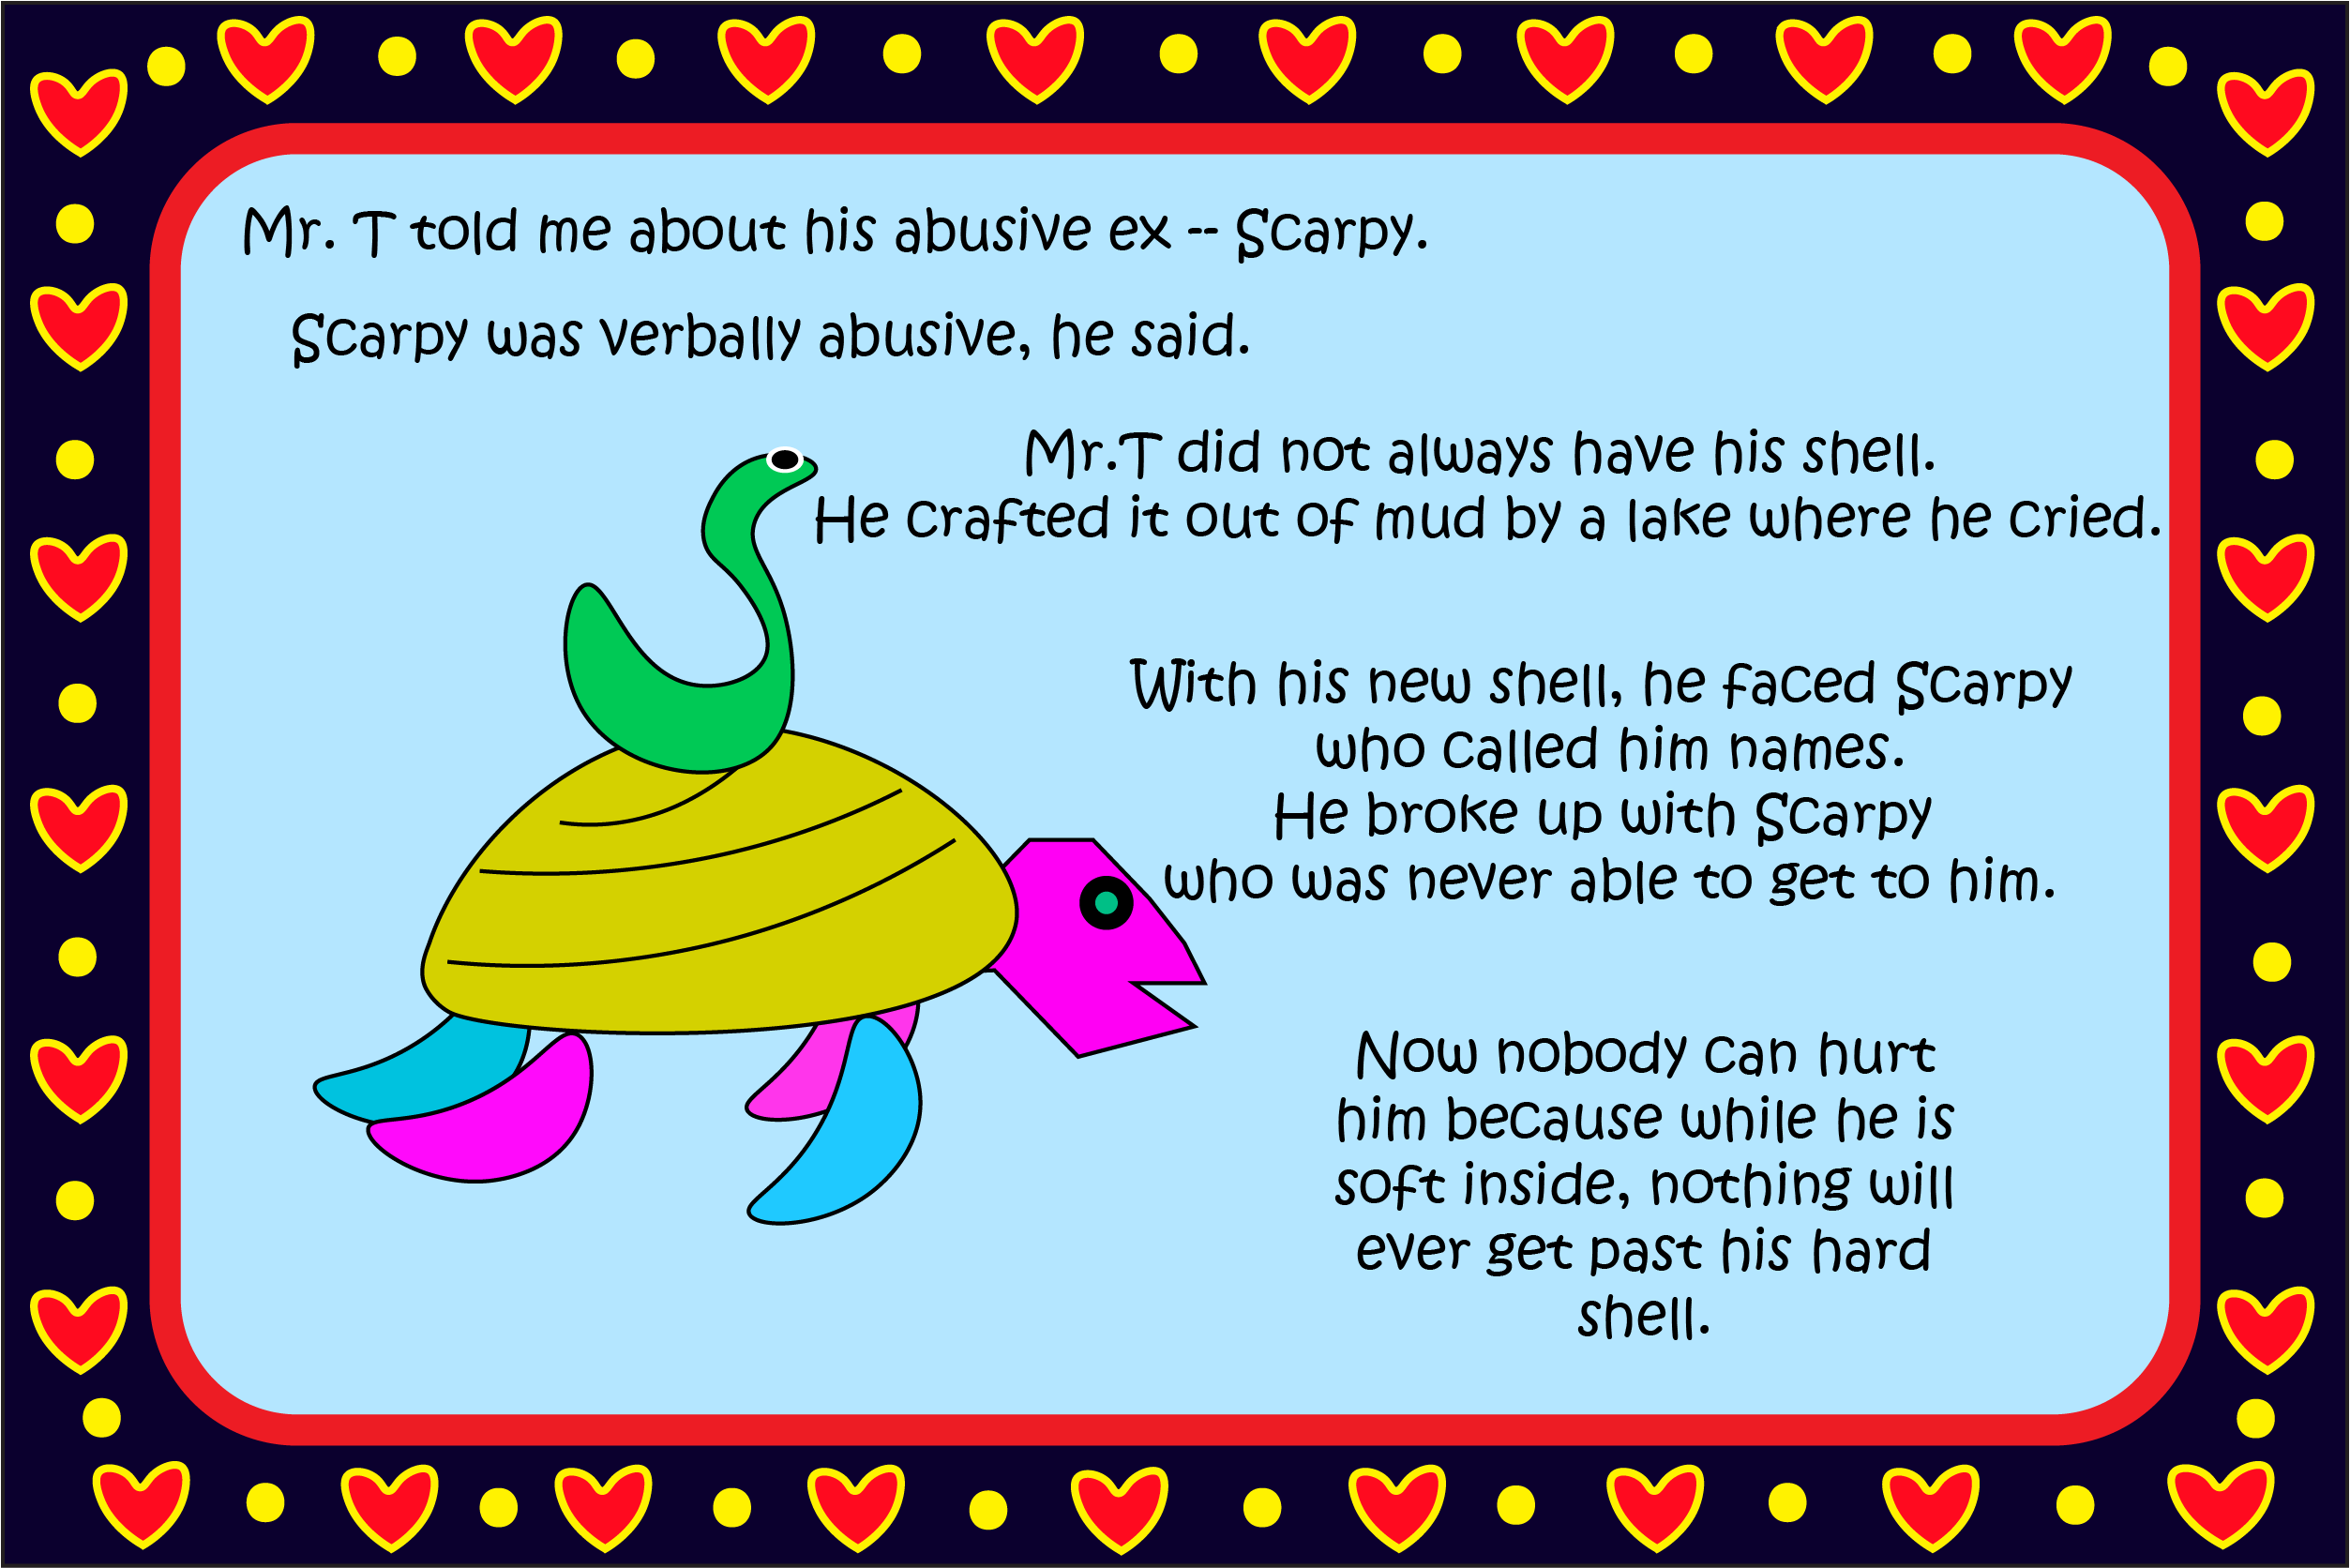 Mr. T told me about his abusive ex -- Scarpy.
Scarpy was verbally abusive, he said.
Mr.T did not always have his shell.
He crafted it out of mud by a lake where he cried.
With his new shell, he faced Scarpy
who called him names.
He broke up with Scarpy
who was never able to get to him.
Now nobody can hurt
him because while he is
soft inside, nothing will
ever get past his hard
shell.